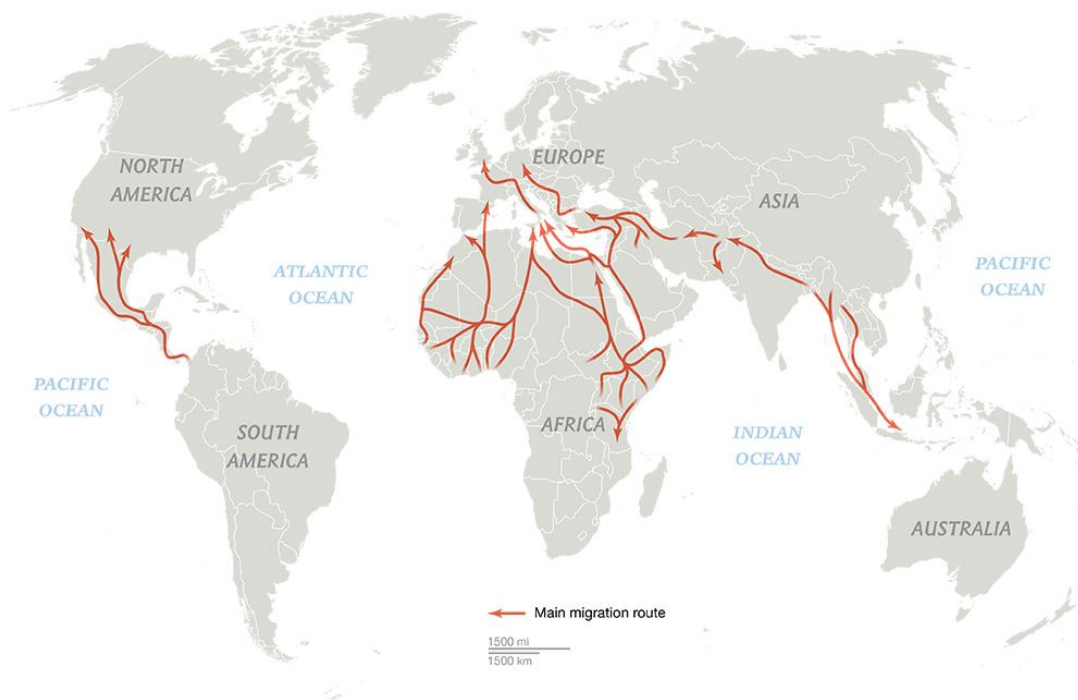 NORTH
AMERICA
EUROPE
ASIA
ATLANTIC
OCEAN
PACIFIC
OCEAN
PACIFIC
OCEAN
SOUTH
AMERICA
AFRICA
INDIAN
OCEAN
AUSTRALIA
Main migration route
1500 mi
1500 km